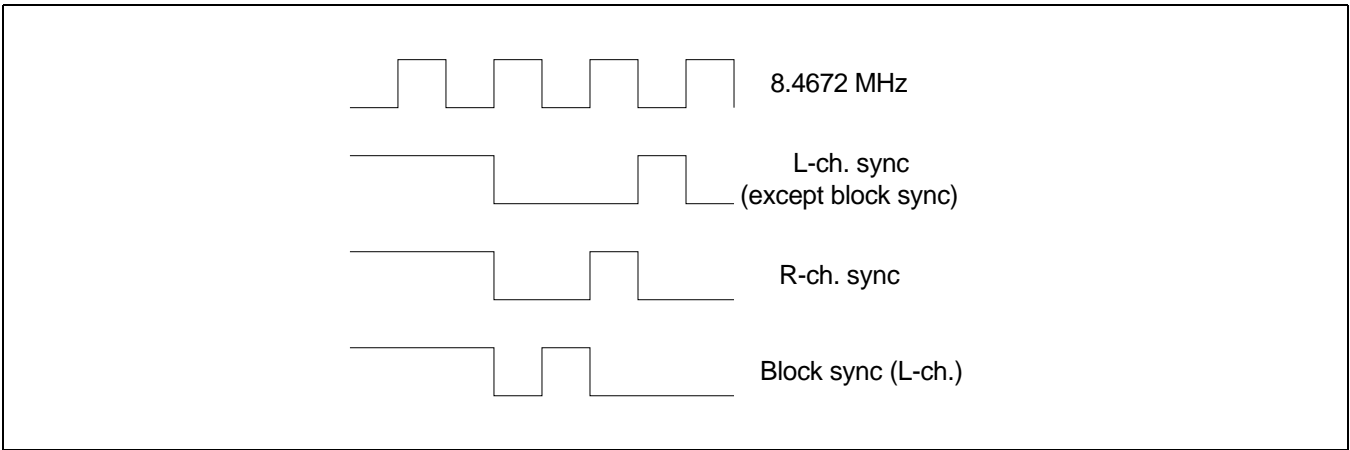 8.4672 MHz
L-ch. sync
(except block sync)
R-ch. sync
Block sync (L-ch.)